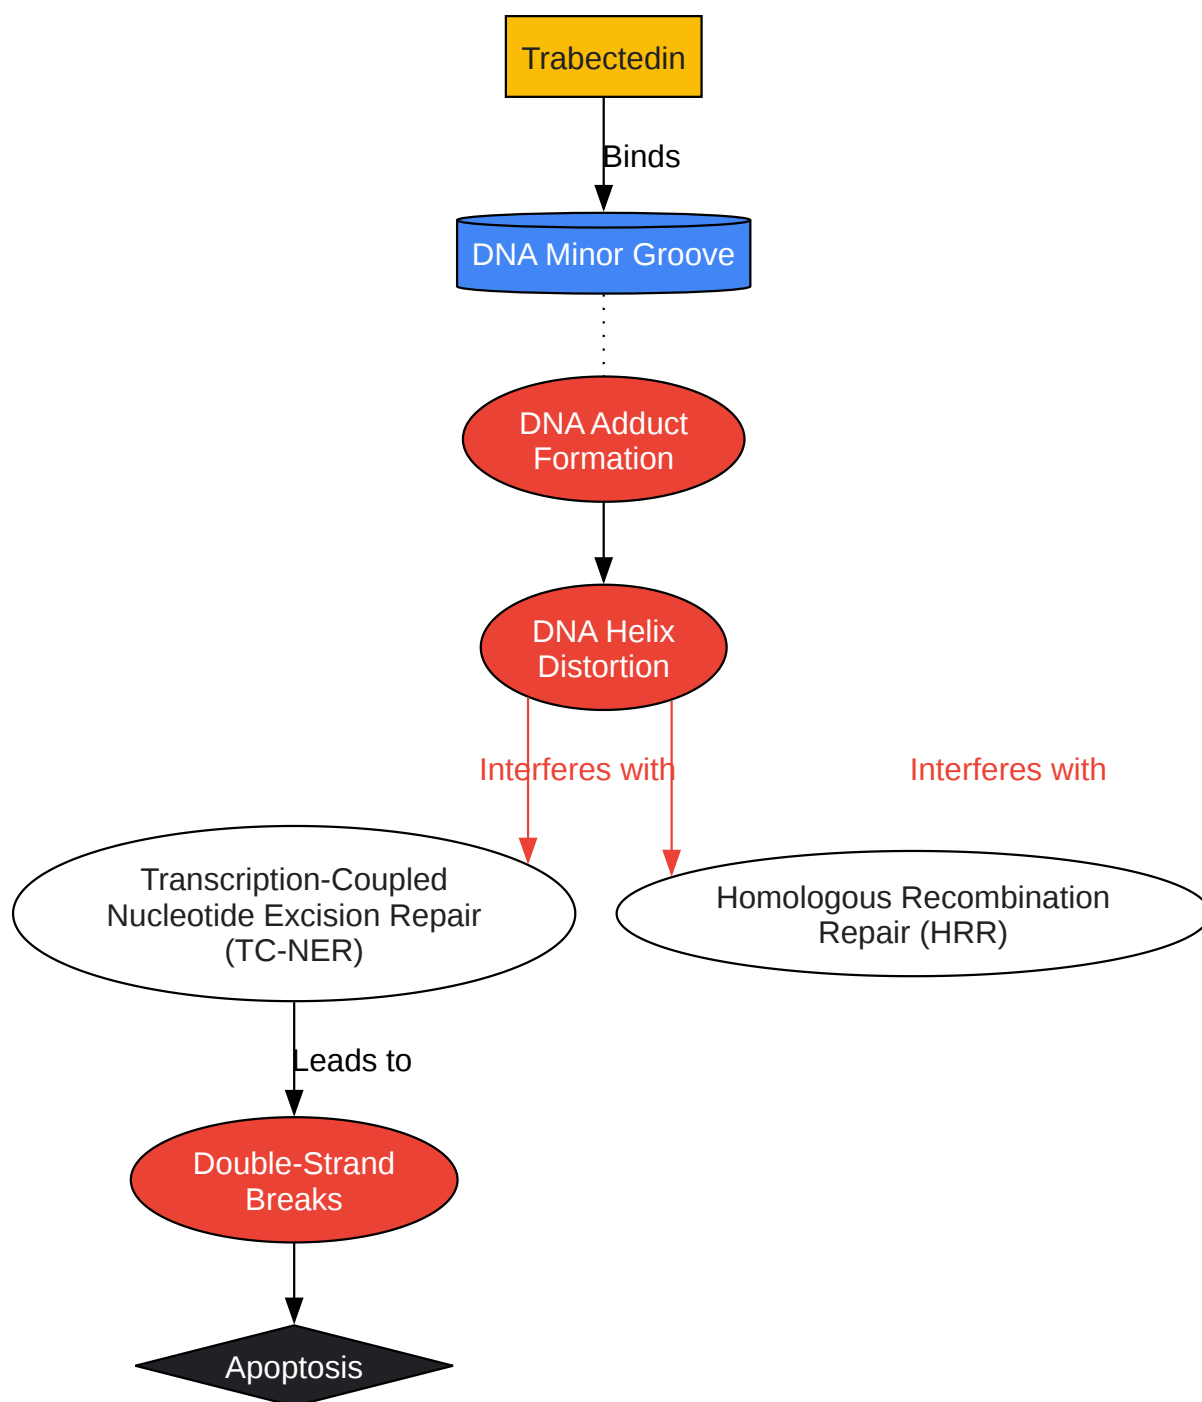 Trabectedin
Binds
DNA Minor Groove
DNA Adduct
Formation
DNA Helix
Distortion
Interferes with
Interferes with
Transcription-Coupled
Nucleotide Excision Repair
(TC-NER)
Homologous Recombination
Repair (HRR)
Leads to
Double-Strand
Breaks
Apoptosis